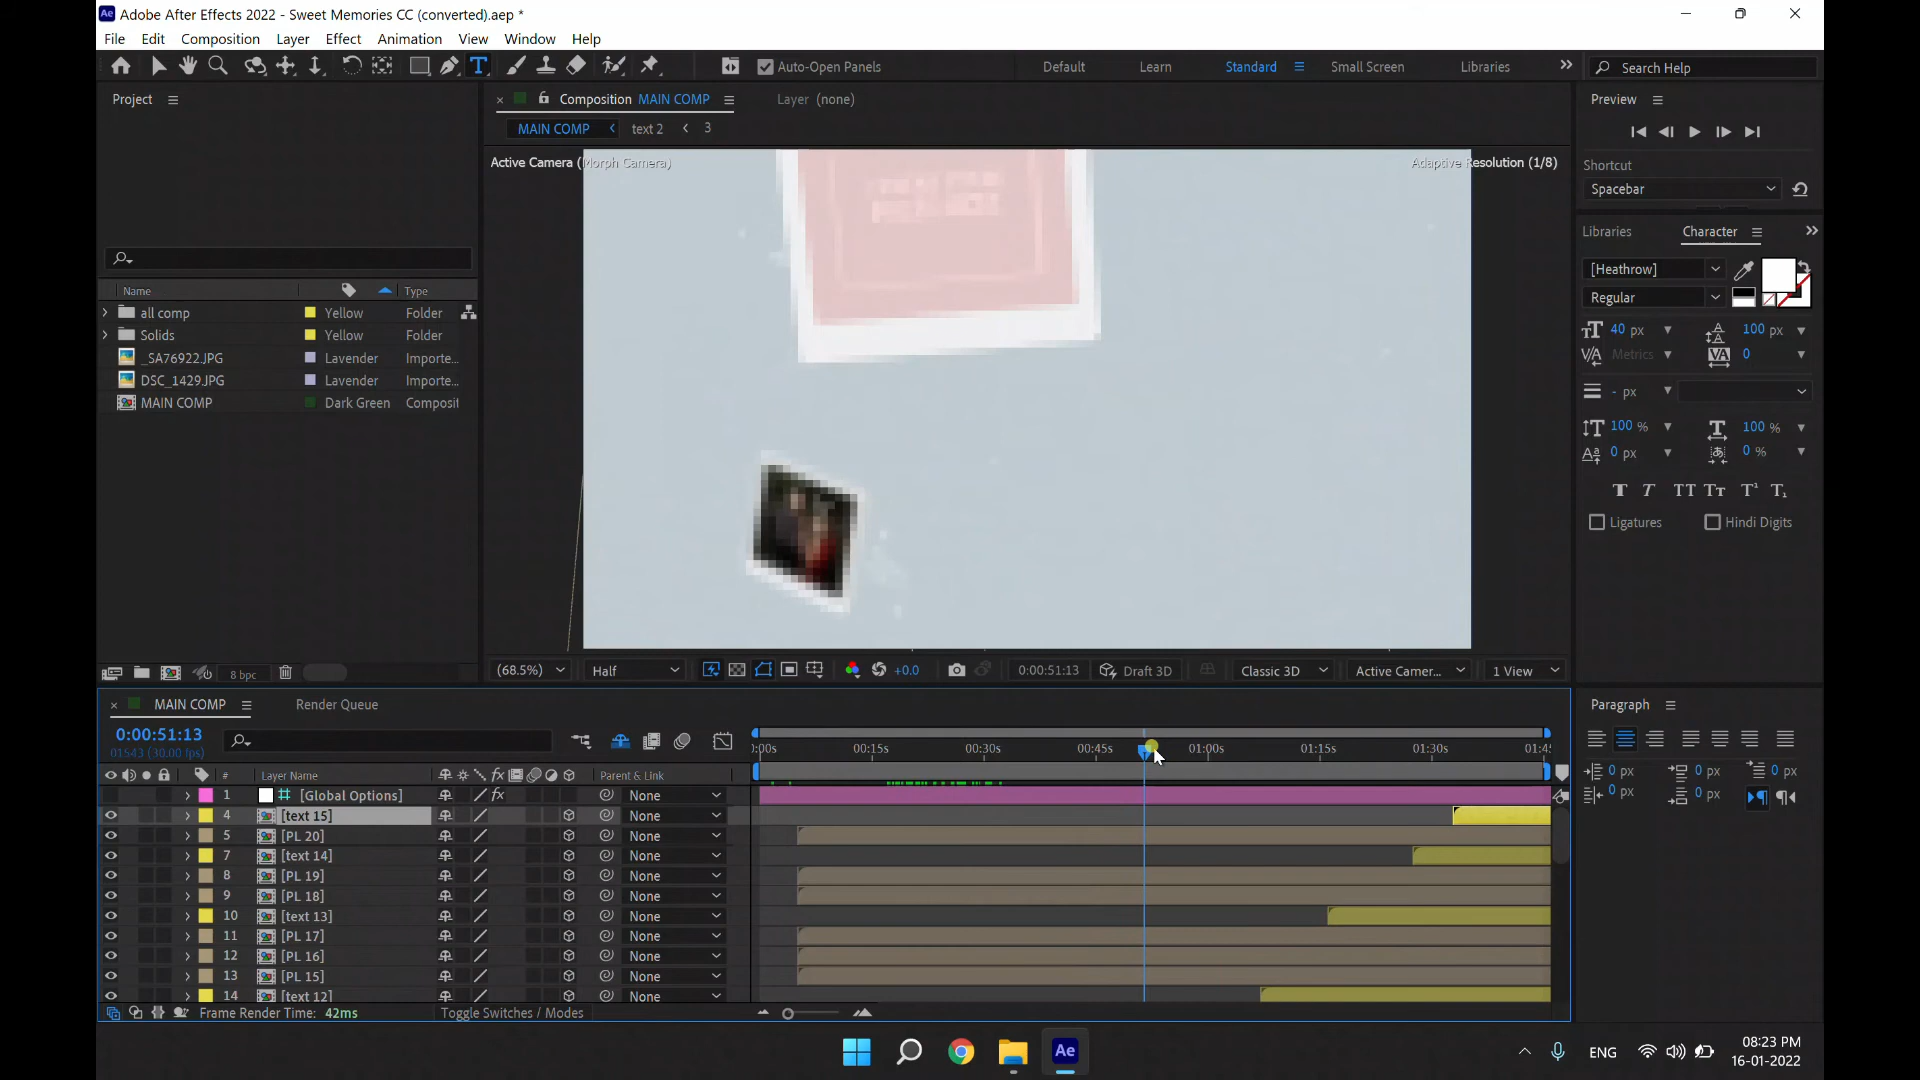 Adobe After Effects 2022 - Sweet Memories CC (converted).aep *
File Edit Composition Layer Effect Animation View Window Help
Auto-Open Panels
Default Learn Standard Small Screen Libraries
Search Help
Project
Composition MAIN COMP
Layer (none)
MAIN COMP text 2 3
Active Camera (Morph Camera)
Adaptive Resolution (1/8)
Name Type
all comp Yellow Folder
Solids Yellow Folder
_SA76922.JPG Lavender Importe...
DSC_1429.JPG Lavender Importe...
MAIN COMP Dark Green Composit
8 bpc
(68.5%) Half +0.0 0:00:51:13 Draft 3D Classic 3D Active Camer... 1 View
Preview
Shortcut
Spacebar
Libraries Character
[Heathrow]
Regular
40 px 100 px
Metrics 0
- px
100 % 100 %
0 px 0 %
T T TT Tт T¹ T₁
Ligatures Hindi Digits
Paragraph
0 px 0 px 0 px
0 px 0 px
MAIN COMP Render Queue
0:00:51:13
01543 (30.00 fps)
:00s 00:15s 00:30s 00:45s 01:00s 01:15s 01:30s 01:45
# Layer Name Parent & Link
1 [Global Options] None
4 [text 15] None
5 [PL 20] None
7 [text 14] None
8 [PL 19] None
9 [PL 18] None
10 [text 13] None
11 [PL 17] None
12 [PL 16] None
13 [PL 15] None
14 [text 12] None
Frame Render Time: 42ms
Toggle Switches / Modes
Ae
ENG
08:23 PM
16-01-2022